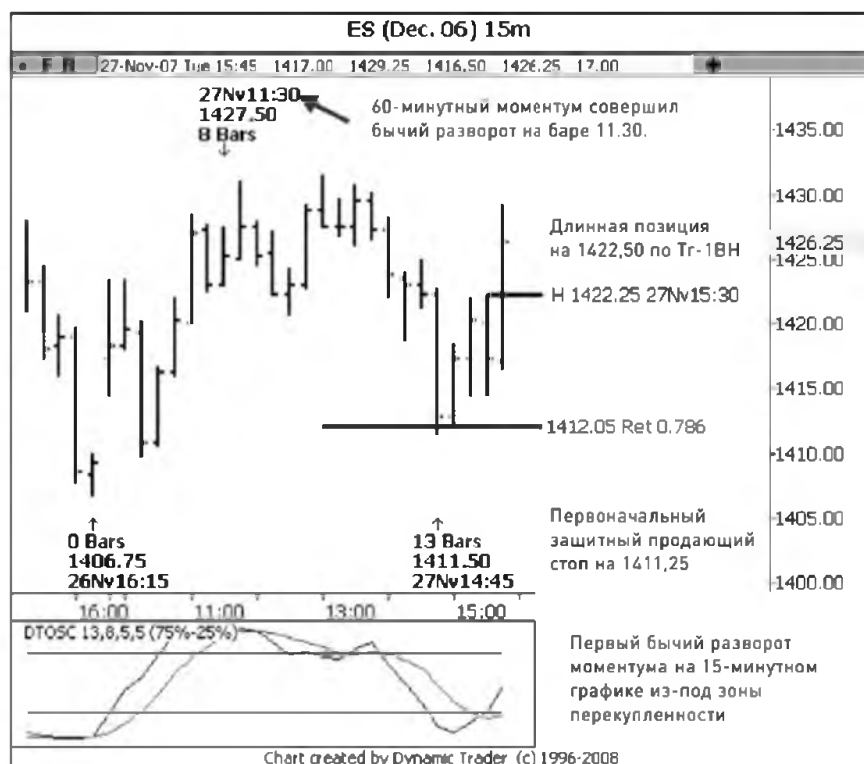 ES (Dec. 06) 15m
27-Nov-07 Tue 15:45 1417.00 1429.25 1416.50 1426.25 17.00
27Nv11:30
1427.50
8 Bars
60-минутный моментум совершил
бычий разворот на баре 11.30.
1435.00
1430.00
Длинная позиция
на 1422,50 по Tr-1BH
1426.25
1425.00
H 1422.25 27Nv15:30
1420.00
1415.00
1412.05 Ret 0.786
1410.00
Первоначальный
защитный продающий
стоп на 1411,25
1405.00
0 Bars
1406.75
26Nv16:15
13 Bars
1411.50
27Nv14:45
1400.00
16:00 11:00 13:00 15:00
DTOSC 13,8,5,5 (75%-25%)
Первый бычий разворот
моментума на 15-минутном
графике из-под зоны
перекупленности
Chart created by Dynamic Trader (c) 1996-2008